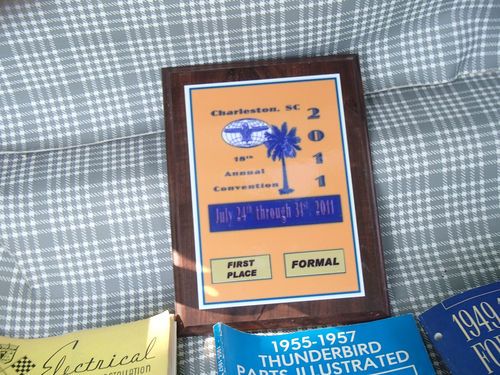 Charleston, SC
2011
18th
Annual
Convention
July 24th through 31st, 2011
FIRST
PLACE
FORMAL
Electrical
1955-1957
THUNDERBIRD
PARTS ILLUSTRATED
1949
FO